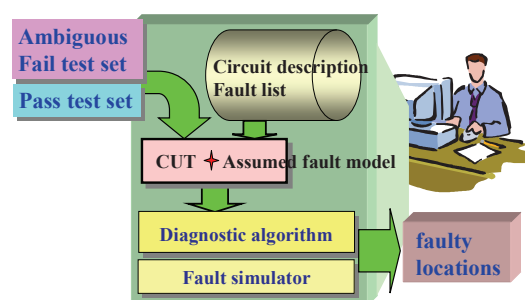 Ambiguous
Fail test set
Pass test set
Circuit description
Fault list
CUT Assumed fault model
Diagnostic algorithm
Fault simulator
faulty
locations